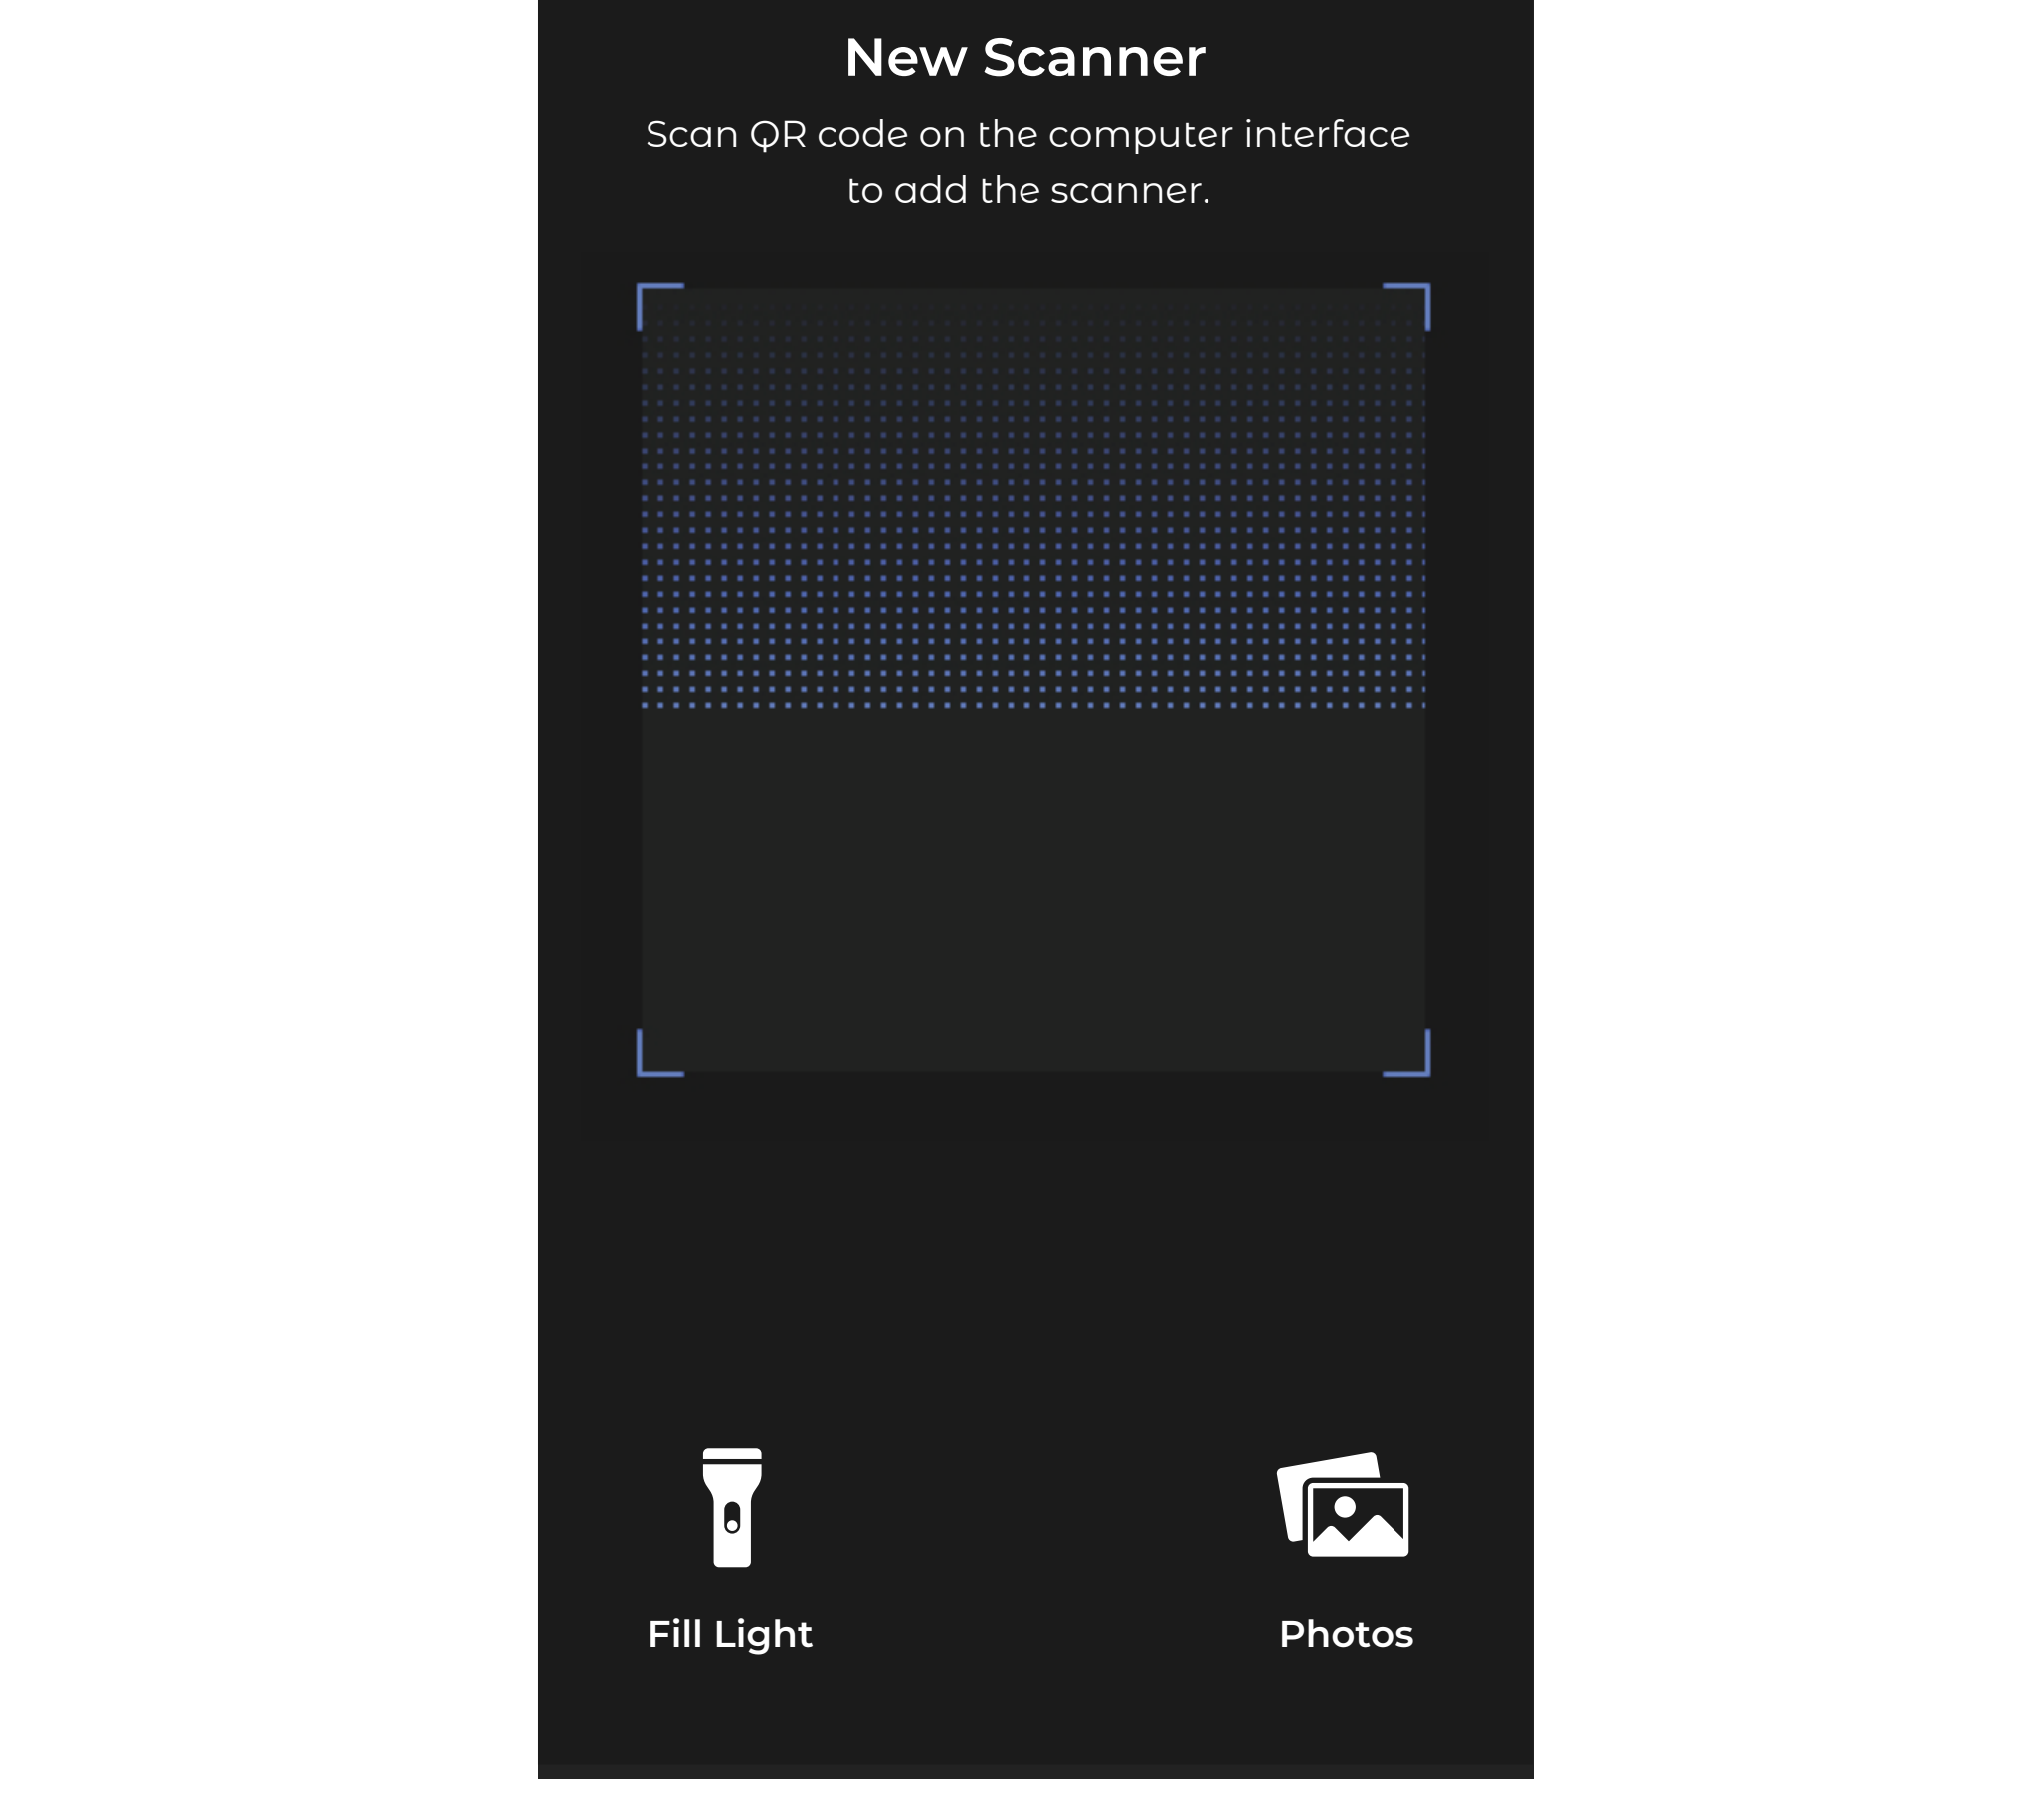 New Scanner
Scan QR code on the computer interface
to add the scanner.
Fill Light
Photos